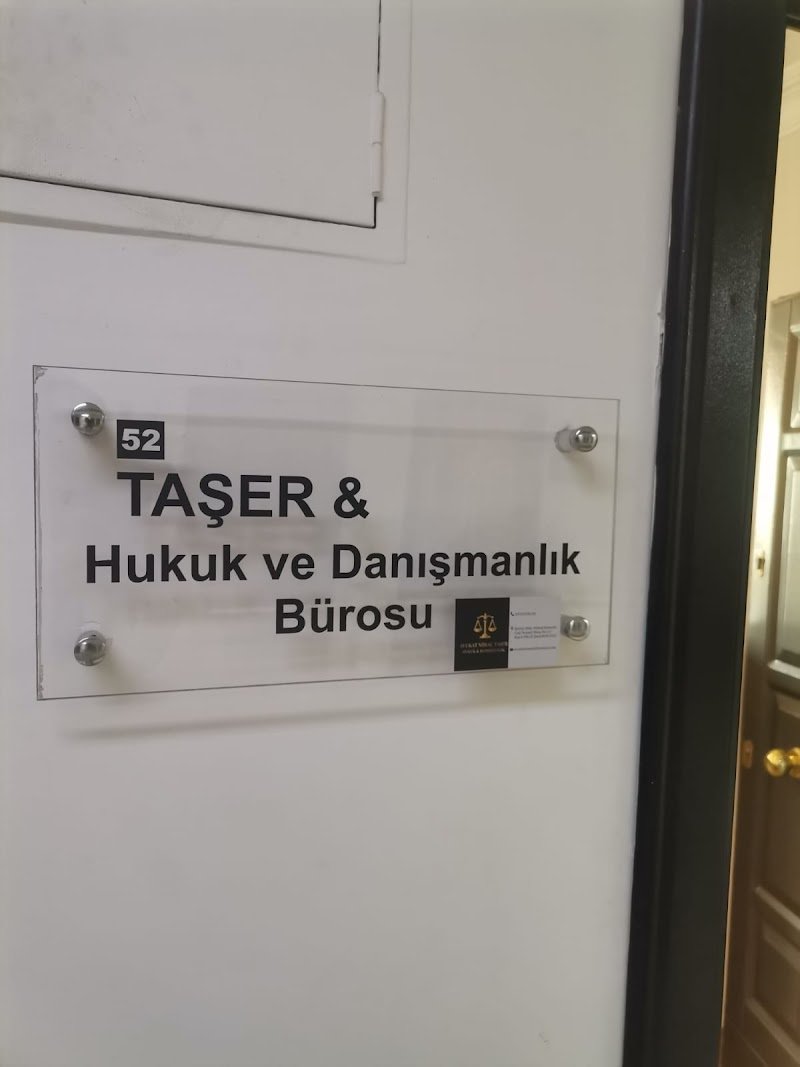 52
TAŞER &
Hukuk ve Danışmanlık
Bürosu